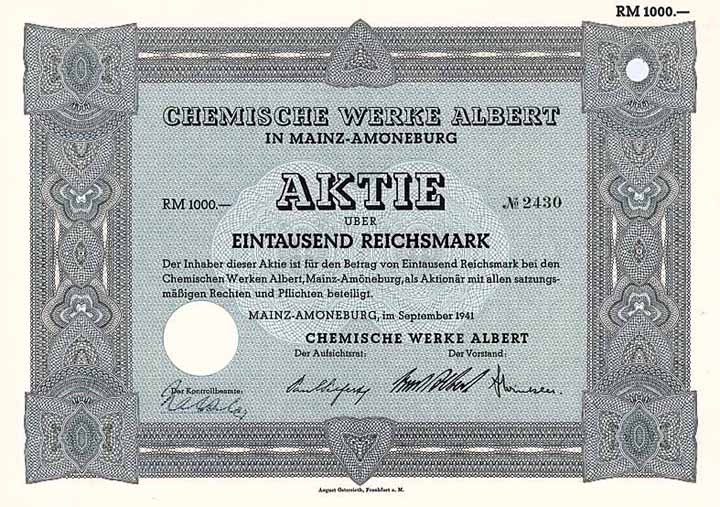 RM 1000.—
CHEMISCHE WERKE ALBERT
IN MAINZ-AMÖNEBURG
RM 1000.— AKTIE № 2430
ÜBER
EINTAUSEND REICHSMARK
Der Inhaber dieser Aktie ist für den Betrag von Eintausend Reichsmark bei den
Chemischen Werken Albert, Mainz-Amöneburg, als Aktionär mit allen satzungs-
mäßigen Rechten und Pflichten beteiligt.
MAINZ-AMÖNEBURG, im September 1941
CHEMISCHE WERKE ALBERT
Der Aufsichtsrat: Der Vorstand:
Der Kontrollbeamte:
August Osterrieth, Frankfurt a. M.